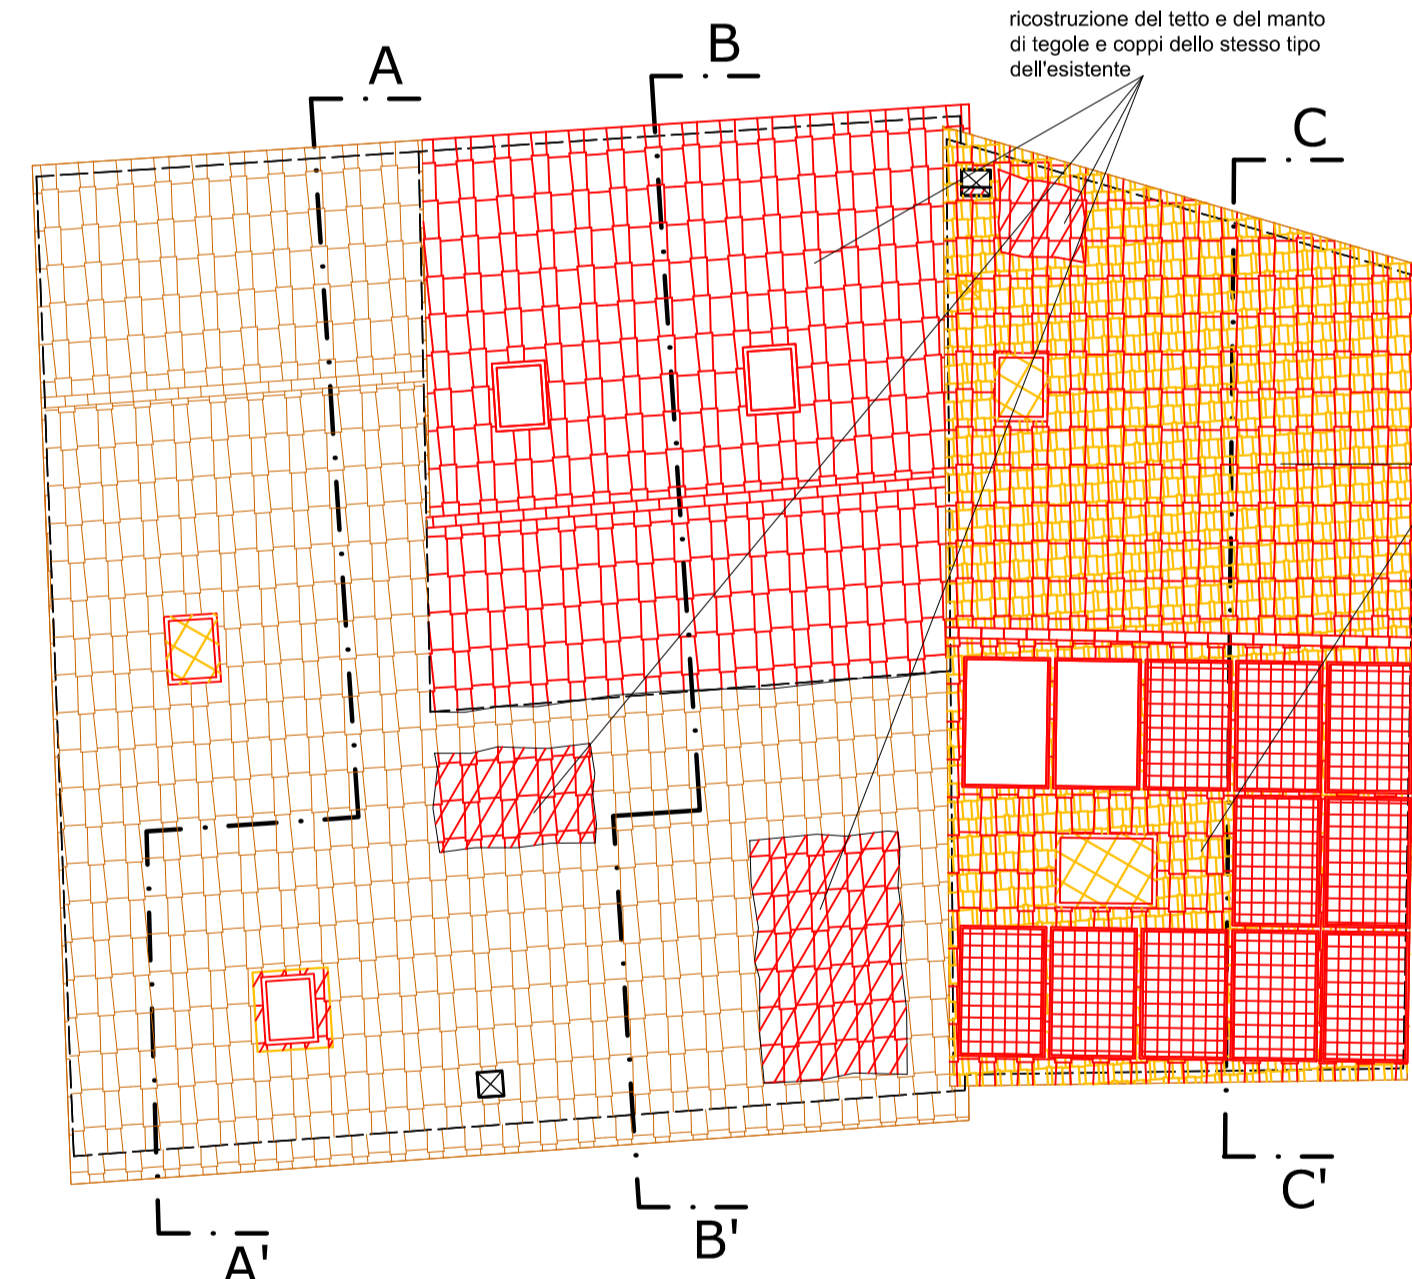 ricostruzione del tetto e del manto
di tegole e coppi dello stesso tipo
dell'esistente
A
B
C
A'
B'
C'